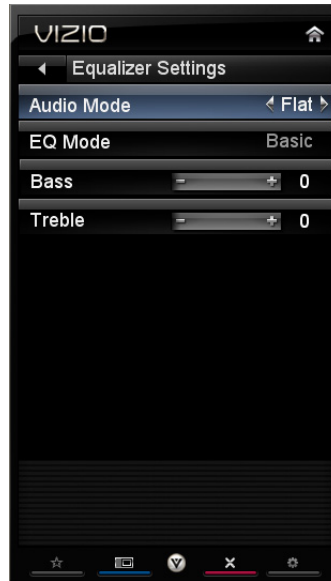 VIZIO
Equalizer Settings
Audio Mode Flat
EQ Mode Basic
Bass - + 0
Treble - + 0